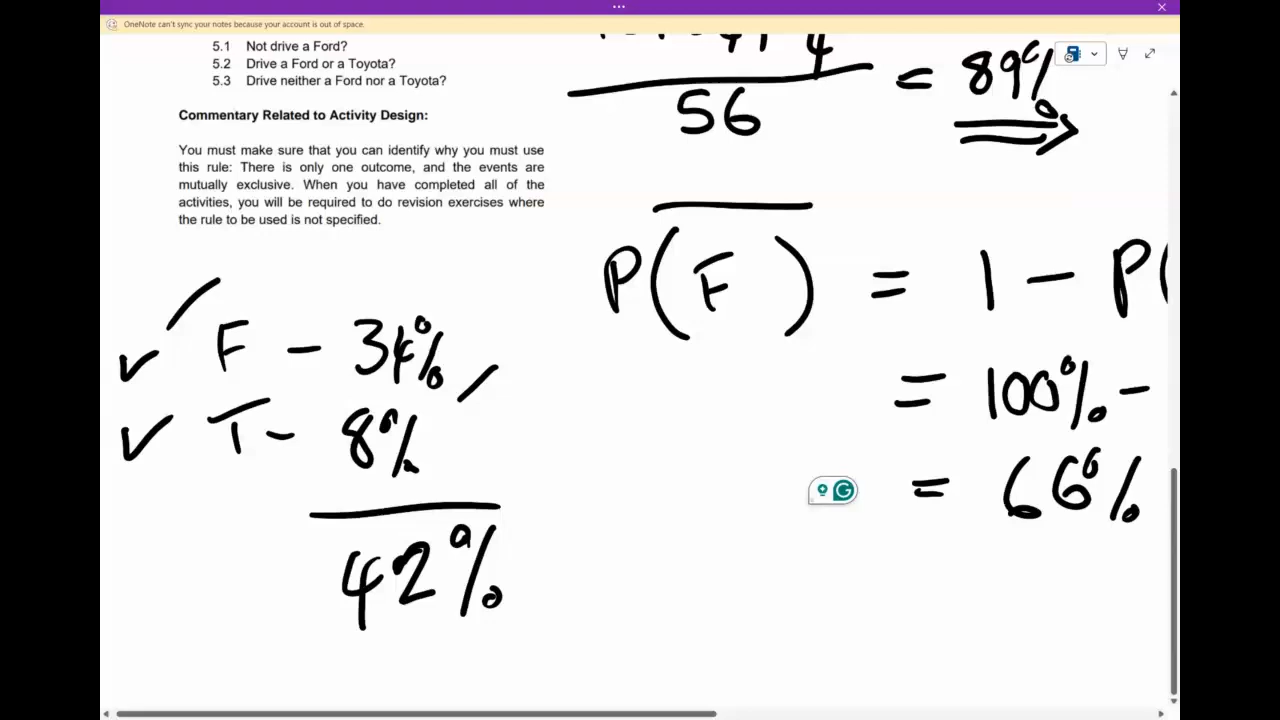 OneNote can't sync your notes because your account is out of space.
5.1 Not drive a Ford?
5.2 Drive a Ford or a Toyota?
5.3 Drive neither a Ford nor a Toyota?
Commentary Related to Activity Design:
You must make sure that you can identify why you must use
this rule: There is only one outcome, and the events are
mutually exclusive. When you have completed all of the
activities, you will be required to do revision exercises where
the rule to be used is not specified.
56 = 89%
P(F) = 1 - P(
= 100% -
= 66%
F - 34%
T - 8%
42%